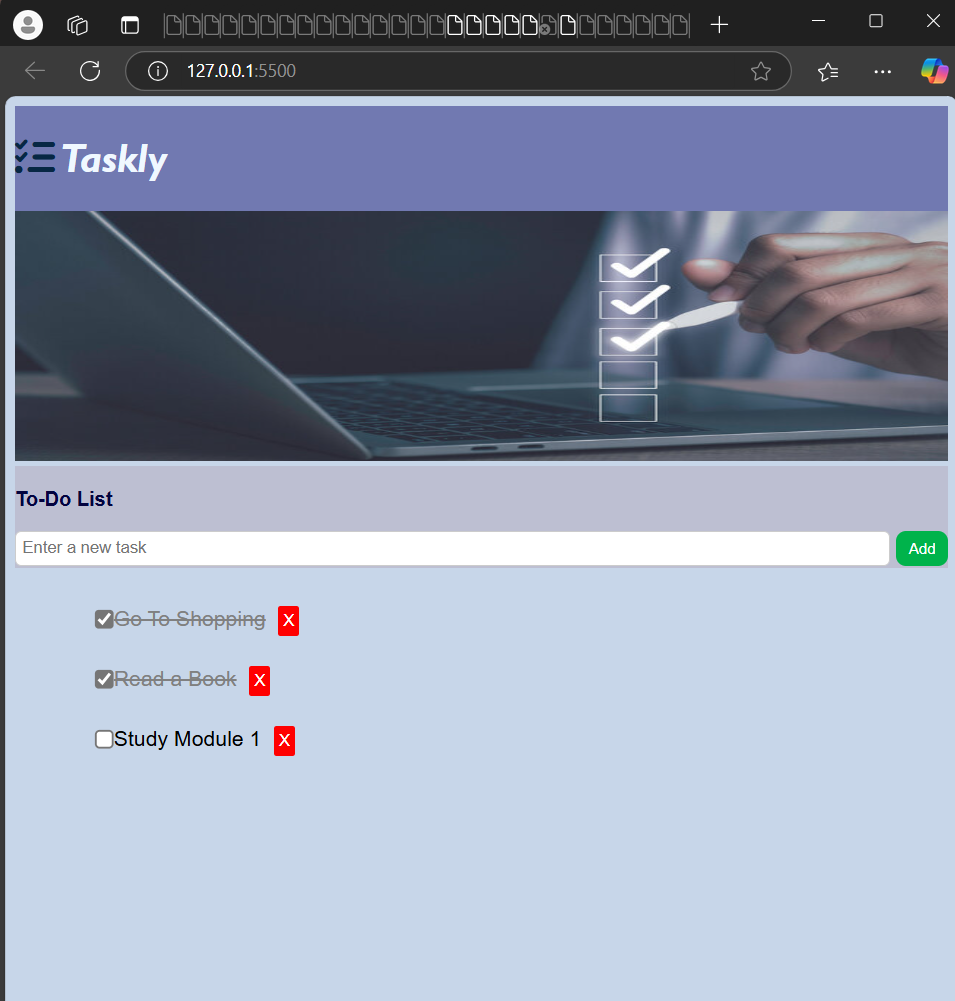 127.0.0.1:5500
Taskly
To-Do List
Enter a new task
Add
Go To Shopping X
Read a Book X
Study Module 1 X